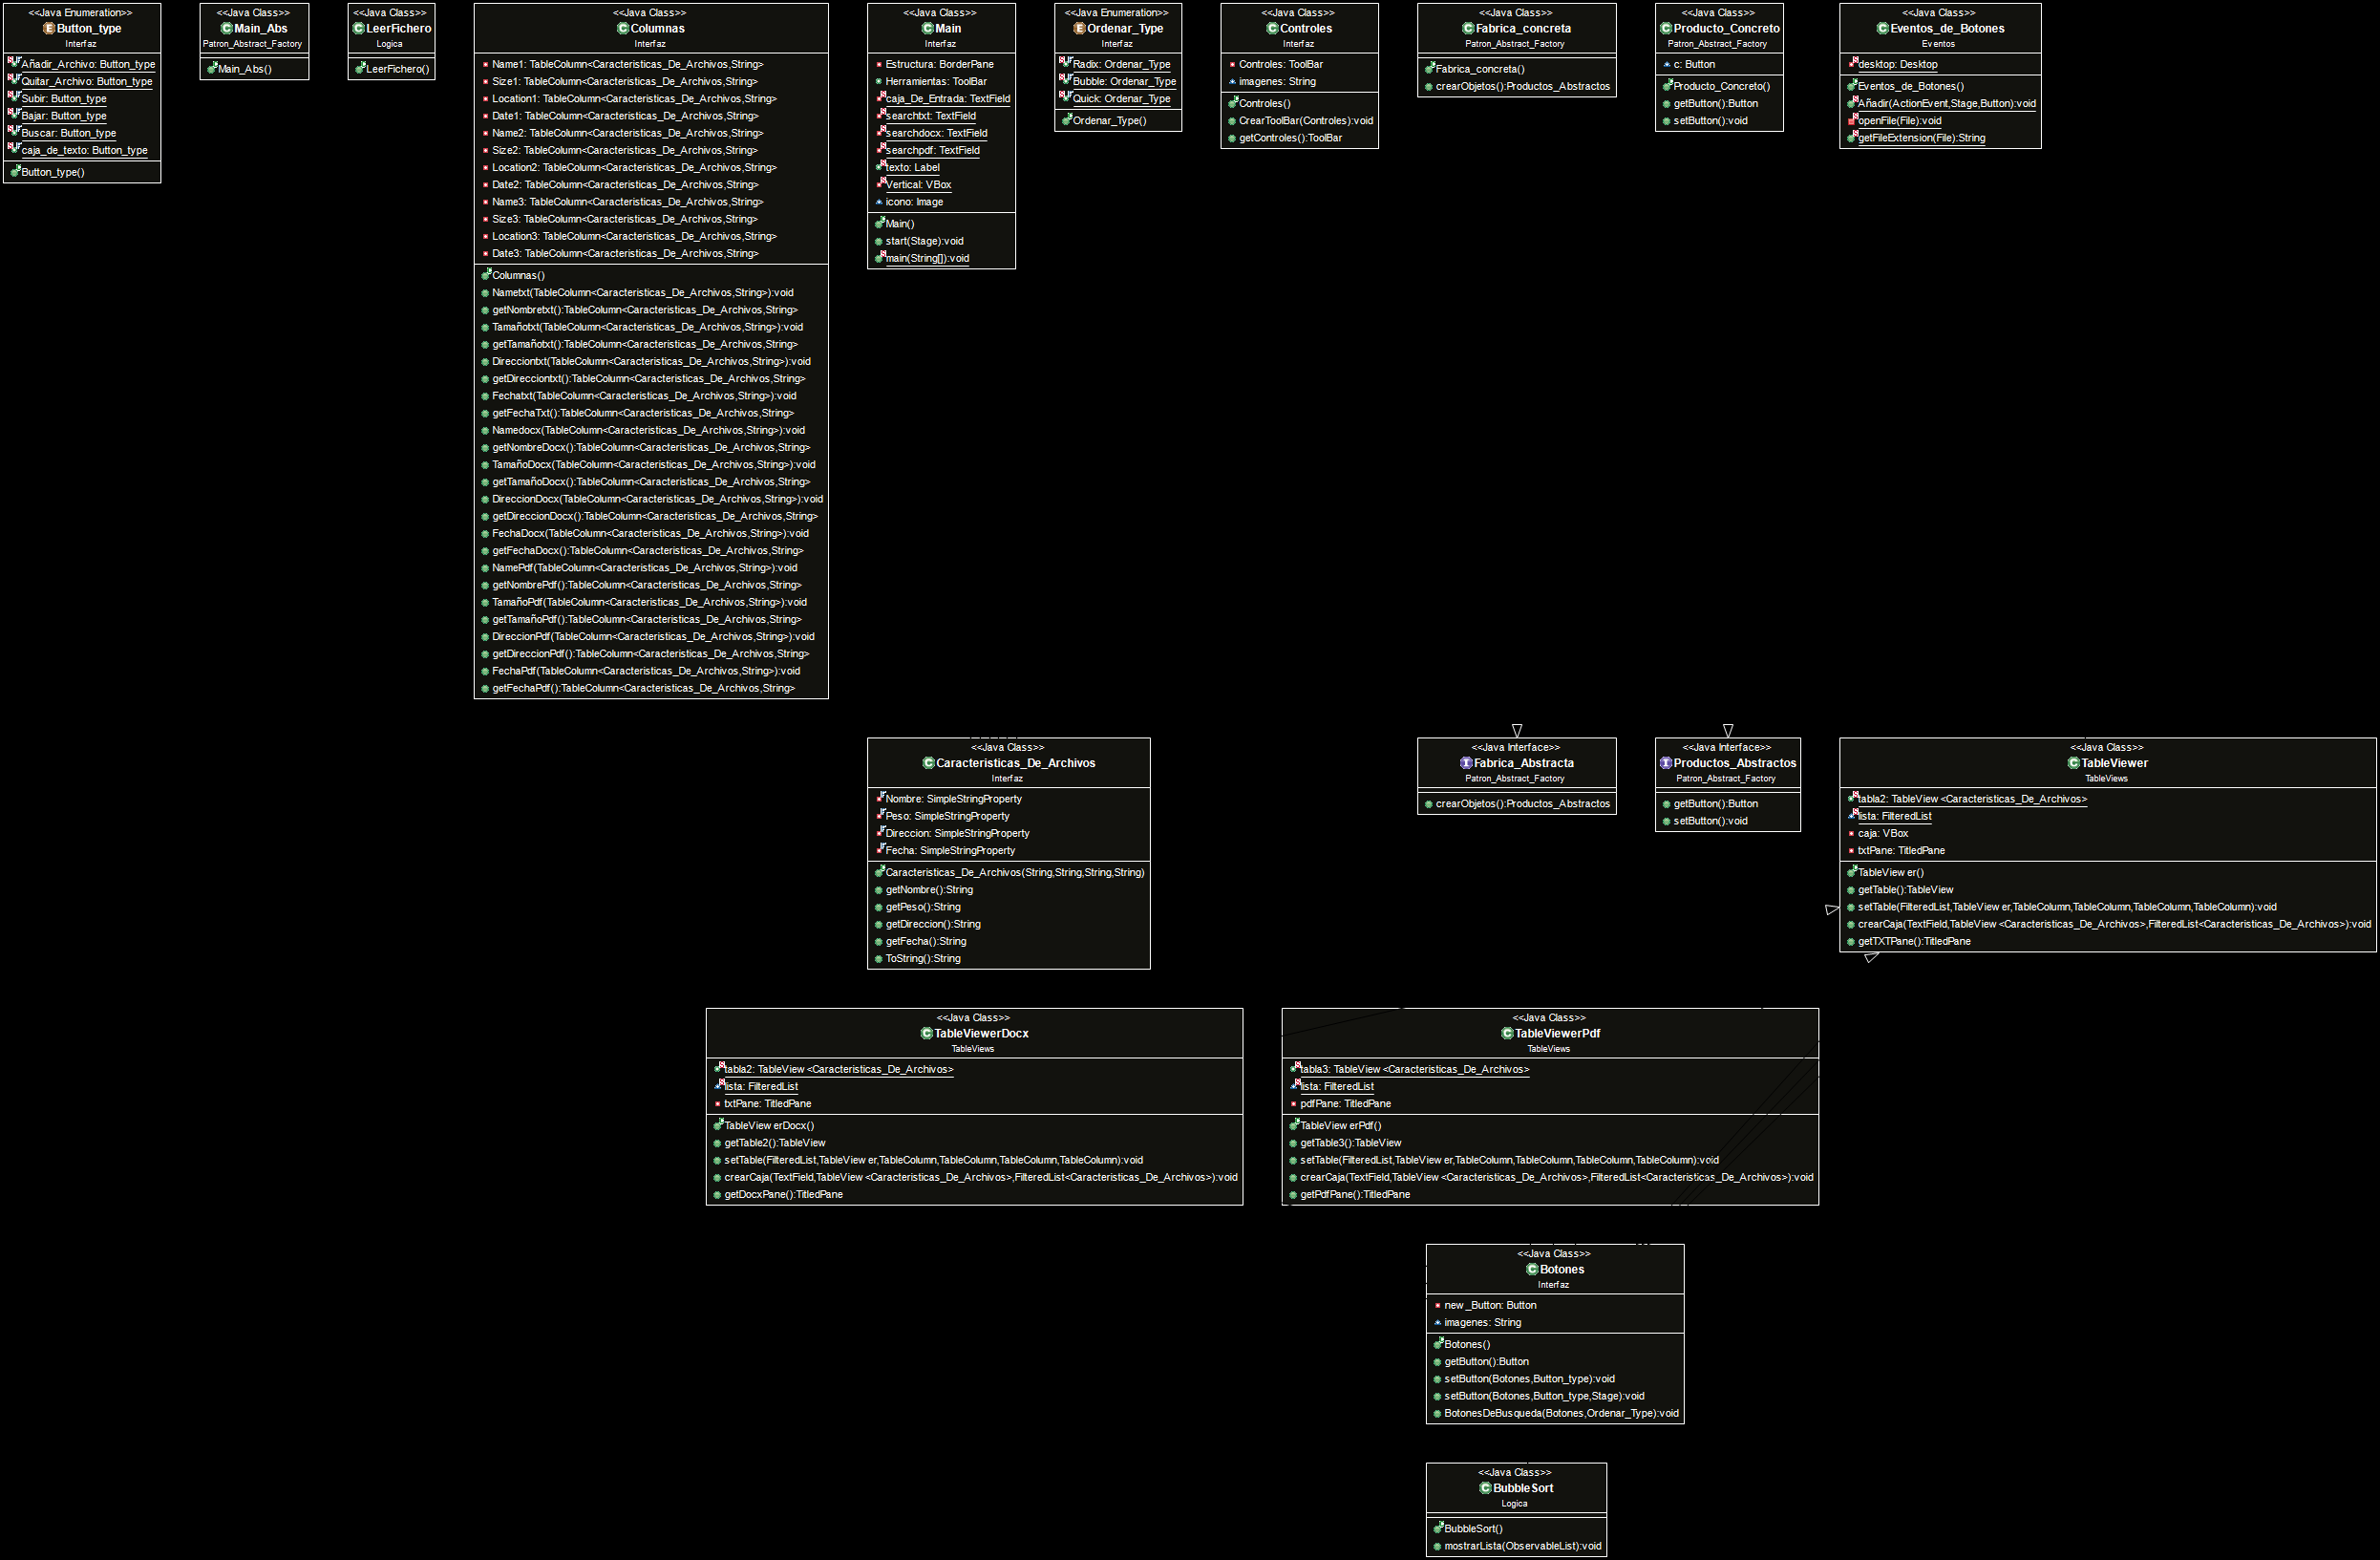 <<Java Enumeration>>
Button_type
Interfaz
Añadir_Archivo: Button_type
Quitar_Archivo: Button_type
Subir: Button_type
Bajar: Button_type
Buscar: Button_type
caja_de_texto: Button_type
Button_type()
<<Java Class>>
Main_Abs
Patron_Abstract_Factory
Main_Abs()
<<Java Class>>
LeerFichero
Logica
LeerFichero()
<<Java Class>>
Columnas
Interfaz
Name1: TableColumn<Caracteristicas_De_Archivos,String>
Size1: TableColumn<Caracteristicas_De_Archivos,String>
Location1: TableColumn<Caracteristicas_De_Archivos,String>
Date1: TableColumn<Caracteristicas_De_Archivos,String>
Name2: TableColumn<Caracteristicas_De_Archivos,String>
Size2: TableColumn<Caracteristicas_De_Archivos,String>
Location2: TableColumn<Caracteristicas_De_Archivos,String>
Date2: TableColumn<Caracteristicas_De_Archivos,String>
Name3: TableColumn<Caracteristicas_De_Archivos,String>
Size3: TableColumn<Caracteristicas_De_Archivos,String>
Location3: TableColumn<Caracteristicas_De_Archivos,String>
Date3: TableColumn<Caracteristicas_De_Archivos,String>
Columnas()
Nametxt(TableColumn<Caracteristicas_De_Archivos,String>):void
getNombretxt():TableColumn<Caracteristicas_De_Archivos,String>
Tamañotxt(TableColumn<Caracteristicas_De_Archivos,String>):void
getTamañotxt():TableColumn<Caracteristicas_De_Archivos,String>
Direcciontxt(TableColumn<Caracteristicas_De_Archivos,String>):void
getDirecciontxt():TableColumn<Caracteristicas_De_Archivos,String>
Fechatxt(TableColumn<Caracteristicas_De_Archivos,String>):void
getFechaTxt():TableColumn<Caracteristicas_De_Archivos,String>
Namedocx(TableColumn<Caracteristicas_De_Archivos,String>):void
getNombreDocx():TableColumn<Caracteristicas_De_Archivos,String>
TamañoDocx(TableColumn<Caracteristicas_De_Archivos,String>):void
getTamañoDocx():TableColumn<Caracteristicas_De_Archivos,String>
DireccionDocx(TableColumn<Caracteristicas_De_Archivos,String>):void
getDireccionDocx():TableColumn<Caracteristicas_De_Archivos,String>
FechaDocx(TableColumn<Caracteristicas_De_Archivos,String>):void
getFechaDocx():TableColumn<Caracteristicas_De_Archivos,String>
NamePdf(TableColumn<Caracteristicas_De_Archivos,String>):void
getNombrePdf():TableColumn<Caracteristicas_De_Archivos,String>
TamañoPdf(TableColumn<Caracteristicas_De_Archivos,String>):void
getTamañoPdf():TableColumn<Caracteristicas_De_Archivos,String>
DireccionPdf(TableColumn<Caracteristicas_De_Archivos,String>):void
getDireccionPdf():TableColumn<Caracteristicas_De_Archivos,String>
FechaPdf(TableColumn<Caracteristicas_De_Archivos,String>):void
getFechaPdf():TableColumn<Caracteristicas_De_Archivos,String>
<<Java Class>>
Main
Interfaz
Estructura: BorderPane
Herramientas: ToolBar
caja_De_Entrada: TextField
searchtxt: TextField
searchdocx: TextField
searchpdf: TextField
texto: Label
Vertical: VBox
icono: Image
Main()
start(Stage):void
main(String[]):void
<<Java Enumeration>>
Ordenar_Type
Interfaz
Radix: Ordenar_Type
Bubble: Ordenar_Type
Quick: Ordenar_Type
Ordenar_Type()
<<Java Class>>
Controles
Interfaz
Controles: ToolBar
imagenes: String
Controles()
CrearToolBar(Controles):void
getControles():ToolBar
<<Java Class>>
Fabrica_concreta
Patron_Abstract_Factory
Fabrica_concreta()
crearObjetos():Productos_Abstractos
<<Java Class>>
Producto_Concreto
Patron_Abstract_Factory
c: Button
Producto_Concreto()
getButton():Button
setButton():void
<<Java Class>>
Eventos_de_Botones
Eventos
desktop: Desktop
Eventos_de_Botones()
Añadir(ActionEvent,Stage,Button):void
openFile(File):void
getFileExtension(File):String
<<Java Class>>
Caracteristicas_De_Archivos
Interfaz
Nombre: SimpleStringProperty
Peso: SimpleStringProperty
Direccion: SimpleStringProperty
Fecha: SimpleStringProperty
Caracteristicas_De_Archivos(String,String,String,String)
getNombre():String
getPeso():String
getDireccion():String
getFecha():String
ToString():String
<<Java Interface>>
Fabrica_Abstracta
Patron_Abstract_Factory
crearObjetos():Productos_Abstractos
<<Java Interface>>
Productos_Abstractos
Patron_Abstract_Factory
getButton():Button
setButton():void
<<Java Class>>
TableViewer
TableViews
tabla2: TableView<Caracteristicas_De_Archivos>
lista: FilteredList
caja: VBox
txtPane: TitledPane
TableViewer()
getTable():TableView
setTable(FilteredList,TableViewer,TableColumn,TableColumn,TableColumn,TableColumn):void
crearCaja(TextField,TableView<Caracteristicas_De_Archivos>,FilteredList<Caracteristicas_De_Archivos>):void
getTXTPane():TitledPane
<<Java Class>>
TableViewerDocx
TableViews
tabla2: TableView<Caracteristicas_De_Archivos>
lista: FilteredList
txtPane: TitledPane
TableViewerDocx()
getTable2():TableView
setTable(FilteredList,TableViewer,TableColumn,TableColumn,TableColumn,TableColumn):void
crearCaja(TextField,TableView<Caracteristicas_De_Archivos>,FilteredList<Caracteristicas_De_Archivos>):void
getDocxPane():TitledPane
<<Java Class>>
TableViewerPdf
TableViews
tabla3: TableView<Caracteristicas_De_Archivos>
lista: FilteredList
pdfPane: TitledPane
TableViewerPdf()
getTable3():TableView
setTable(FilteredList,TableViewer,TableColumn,TableColumn,TableColumn,TableColumn):void
crearCaja(TextField,TableView<Caracteristicas_De_Archivos>,FilteredList<Caracteristicas_De_Archivos>):void
getPdfPane():TitledPane
<<Java Class>>
Botones
Interfaz
new_Button: Button
imagenes: String
Botones()
getButton():Button
setButton(Botones,Button_type):void
setButton(Botones,Button_type,Stage):void
BotonesDeBusqueda(Botones,Ordenar_Type):void
<<Java Class>>
BubbleSort
Logica
BubbleSort()
mostrarLista(ObservableList):void